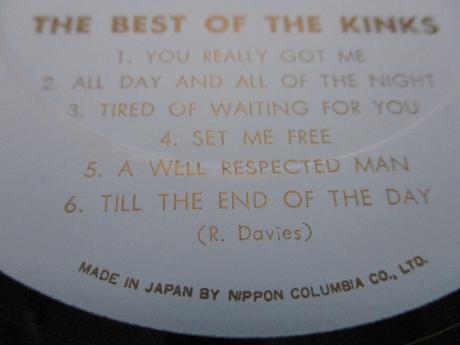 THE BEST OF THE KINKS
1. YOU REALLY GOT ME
2. ALL DAY AND ALL OF THE NIGHT
3. TIRED OF WAITING FOR YOU
4. SET ME FREE
5. A WELL RESPECTED MAN
6. TILL THE END OF THE DAY
(R. Davies)
MADE IN JAPAN BY NIPPON COLUMBIA CO., LTD.